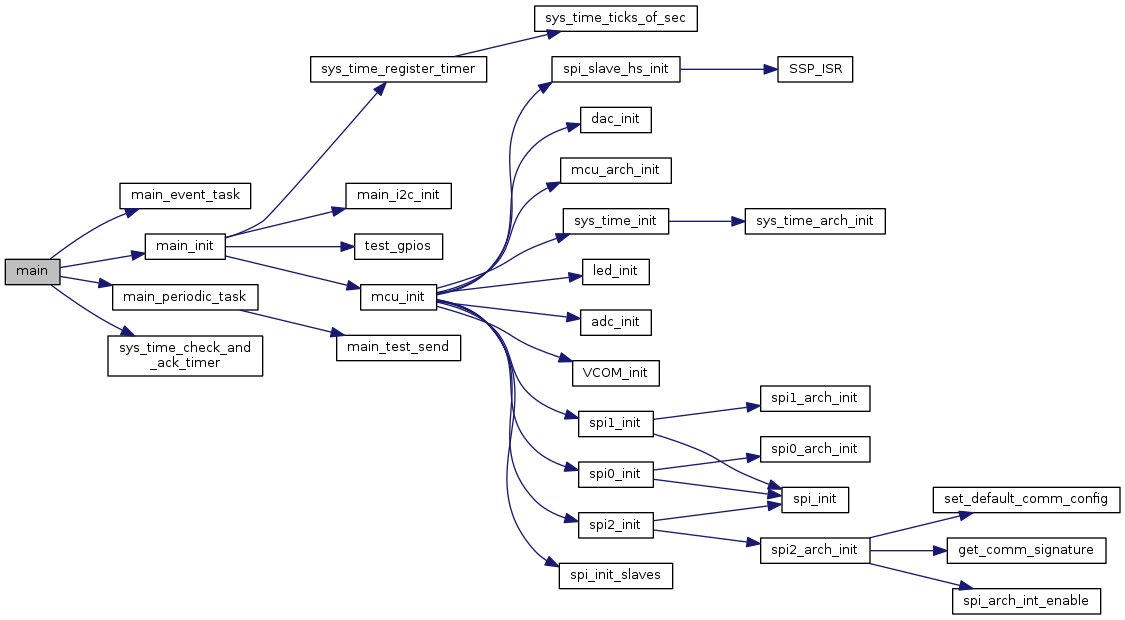 main
main_event_task
main_init
main_periodic_task
sys_time_check_and
_ack_timer
sys_time_register_timer
main_i2c_init
test_gpios
mcu_init
main_test_send
sys_time_ticks_of_sec
spi_slave_hs_init
dac_init
mcu_arch_init
sys_time_init
led_init
adc_init
VCOM_init
spi1_init
spi0_init
spi2_init
spi_init_slaves
SSP_ISR
sys_time_arch_init
spi1_arch_init
spi0_arch_init
spi_init
spi2_arch_init
set_default_comm_config
get_comm_signature
spi_arch_int_enable